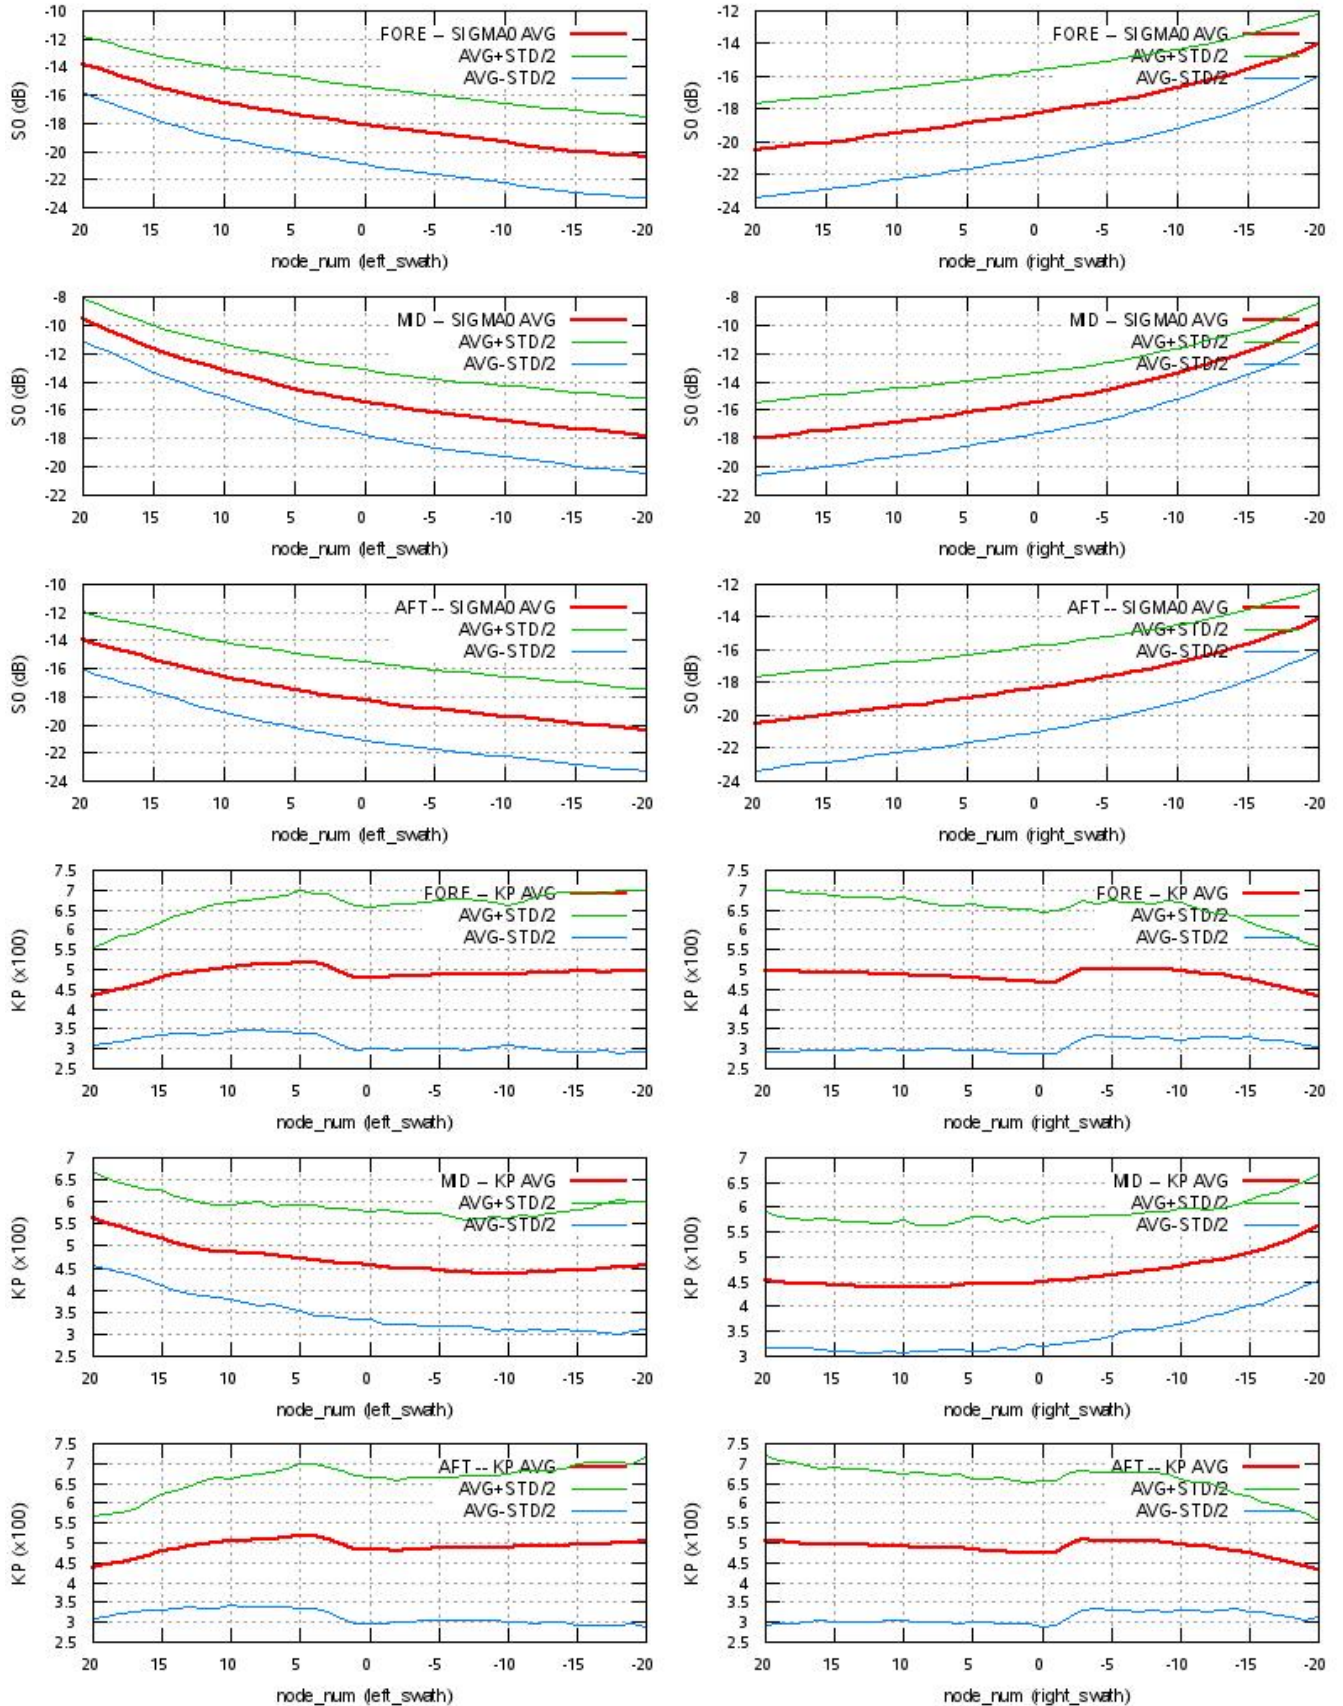 S0 (dB)
-10
-12
-14
-16
-18
-20
-22
-24
FORE -- SIGMA0 AVG
AVG+STD/2
AVG-STD/2
20 15 10 5 0 -5 -10 -15 -20
node_num (left_swath)
S0 (dB)
-12
-14
-16
-18
-20
-22
-24
FORE -- SIGMA0 AVG
AVG+STD/2
AVG-STD/2
20 15 10 5 0 -5 -10 -15 -20
node_num (right_swath)
S0 (dB)
-8
-10
-12
-14
-16
-18
-20
-22
MID -- SIGMA0 AVG
AVG+STD/2
AVG-STD/2
20 15 10 5 0 -5 -10 -15 -20
node_num (left_swath)
S0 (dB)
-8
-10
-12
-14
-16
-18
-20
-22
MID -- SIGMA0 AVG
AVG+STD/2
AVG-STD/2
20 15 10 5 0 -5 -10 -15 -20
node_num (right_swath)
S0 (dB)
-10
-12
-14
-16
-18
-20
-22
-24
AFT -- SIGMA0 AVG
AVG+STD/2
AVG-STD/2
20 15 10 5 0 -5 -10 -15 -20
node_num (left_swath)
S0 (dB)
-12
-14
-16
-18
-20
-22
-24
AFT -- SIGMA0 AVG
AVG+STD/2
AVG-STD/2
20 15 10 5 0 -5 -10 -15 -20
node_num (right_swath)
KP (x100)
7.5
7
6.5
6
5.5
5
4.5
4
3.5
3
2.5
FORE -- KP AVG
AVG+STD/2
AVG-STD/2
20 15 10 5 0 -5 -10 -15 -20
node_num (left_swath)
KP (x100)
7.5
7
6.5
6
5.5
5
4.5
4
3.5
3
2.5
FORE -- KP AVG
AVG+STD/2
AVG-STD/2
20 15 10 5 0 -5 -10 -15 -20
node_num (right_swath)
KP (x100)
7
6.5
6
5.5
5
4.5
4
3.5
3
2.5
MID -- KP AVG
AVG+STD/2
AVG-STD/2
20 15 10 5 0 -5 -10 -15 -20
node_num (left_swath)
KP (x100)
7
6.5
6
5.5
5
4.5
4
3.5
3
MID -- KP AVG
AVG+STD/2
AVG-STD/2
20 15 10 5 0 -5 -10 -15 -20
node_num (right_swath)
KP (x100)
7.5
7
6.5
6
5.5
5
4.5
4
3.5
3
2.5
AFT -- KP AVG
AVG+STD/2
AVG-STD/2
20 15 10 5 0 -5 -10 -15 -20
node_num (left_swath)
KP (x100)
7.5
7
6.5
6
5.5
5
4.5
4
3.5
3
2.5
AFT -- KP AVG
AVG+STD/2
AVG-STD/2
20 15 10 5 0 -5 -10 -15 -20
node_num (right_swath)